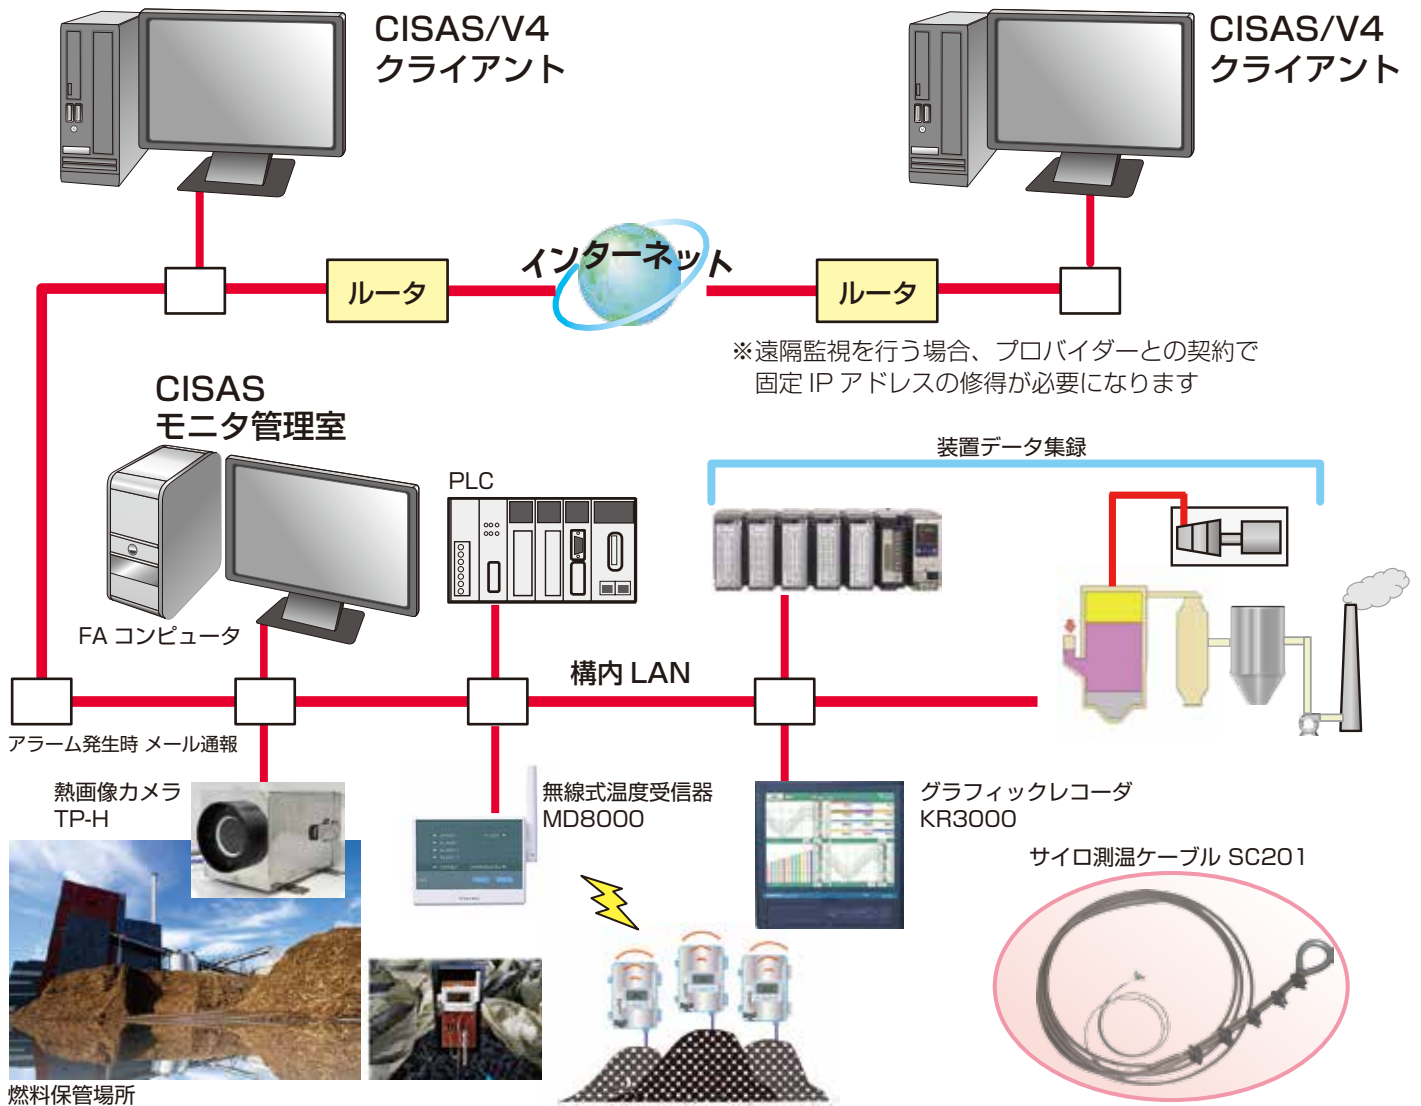 CISAS/V4
クライアント
CISAS/V4
クライアント
ルータ
インターネット
ルータ
※遠隔監視を行う場合、プロバイダーとの契約で
固定 IP アドレスの修得が必要になります
CISAS
モニタ管理室
装置データ集録
PLC
FA コンピュータ
構内 LAN
アラーム発生時 メール通報
熱画像カメラ
TP-H
無線式温度受信器
MD8000
グラフィックレコーダ
KR3000
サイロ測温ケーブル SC201
燃料保管場所